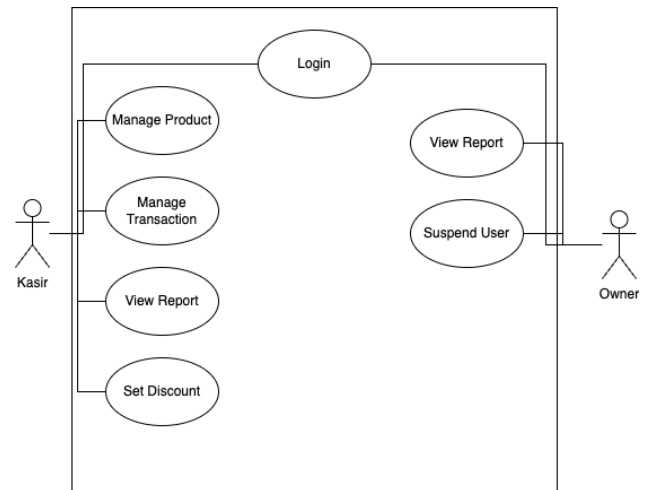 Login
Manage Product
View Report
Manage
Transaction
Suspend User
Kasir
Owner
View Report
Set Discount